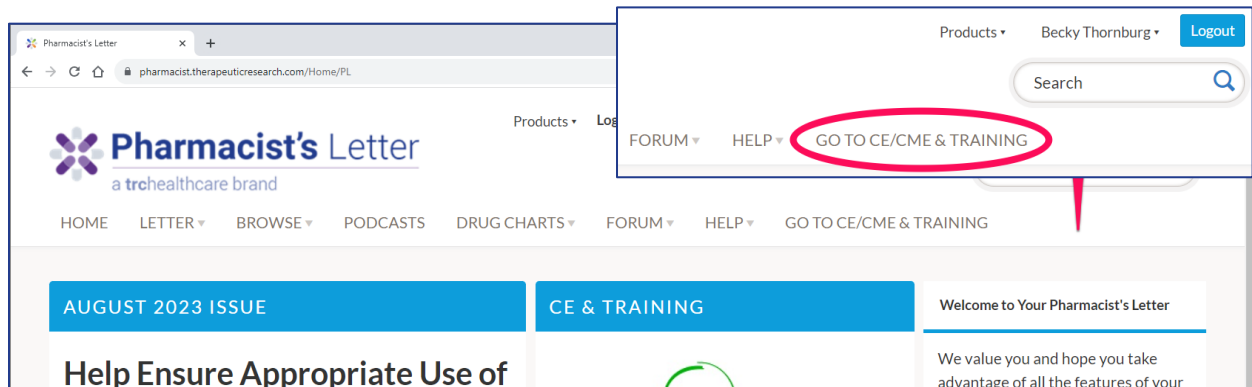 Pharmacist's Letter
pharmacist.therapeuticresearch.com/Home/PL
Products Becky Thornburg Logout
Search
FORUM HELP GO TO CE/CME & TRAINING
Products Log
Pharmacist's Letter
a trchealthcare brand
HOME LETTER BROWSE PODCASTS DRUG CHARTS FORUM HELP GO TO CE/CME & TRAINING
AUGUST 2023 ISSUE
Help Ensure Appropriate Use of
CE & TRAINING
Welcome to Your Pharmacist's Letter
We value you and hope you take
advantage of all the features of your